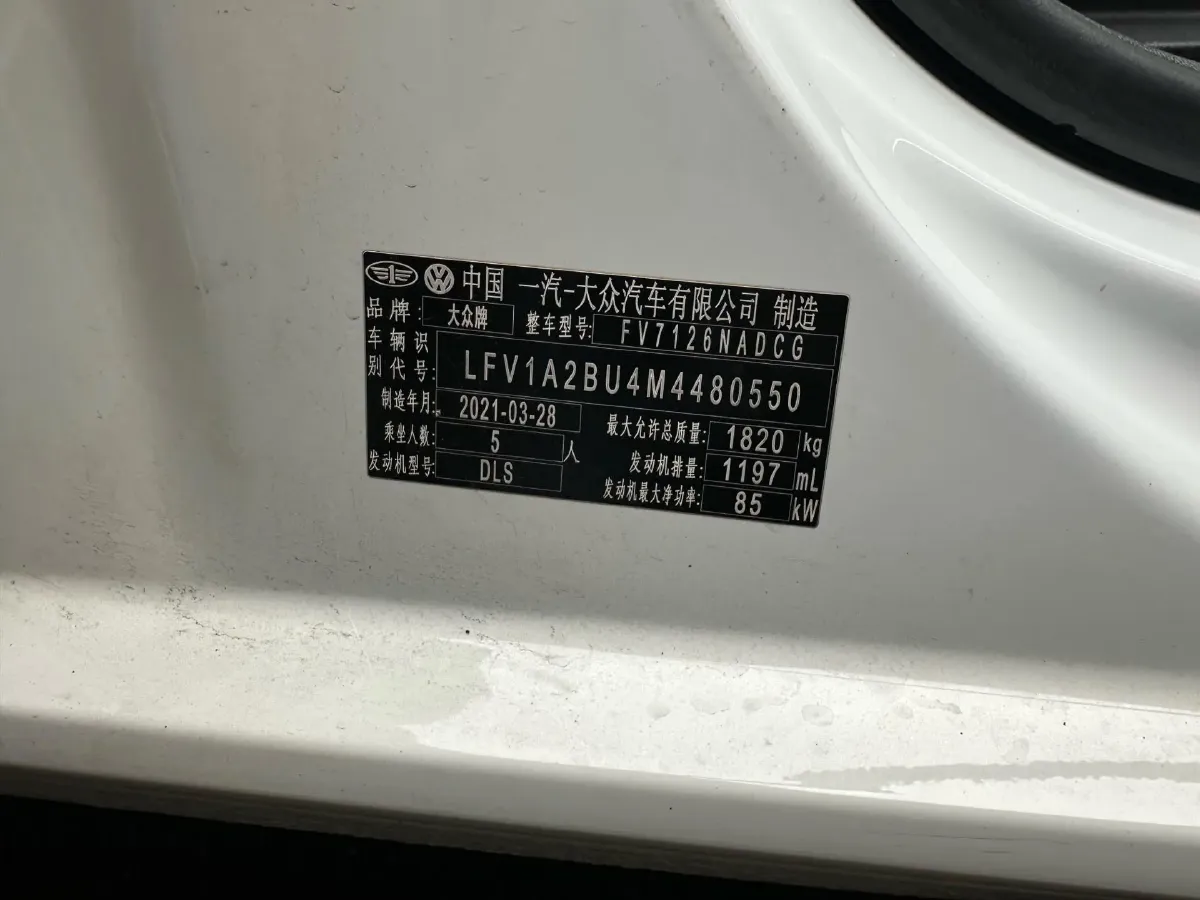 中国 一汽-大众汽车有限公司 制造
品牌: 大众牌 整车型号: FV7126NADCG
车辆识
别代号: LFV1A2BU4M4480550
制造年月: 2021-03-28 最大允许总质量: 1820 kg
乘坐人数: 5 人 发动机排量: 1197 mL
发动机型号: DLS 发动机最大净功率: 85 kW